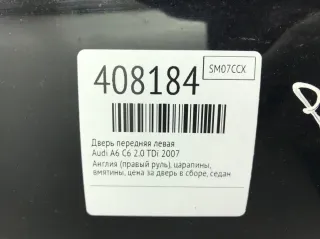 408184
SM07CCX
Дверь передняя левая
Audi A6 C6 2.0 TDi 2007
Англия (правый руль), царапины,
вмятины, цена за дверь в сборе, седан